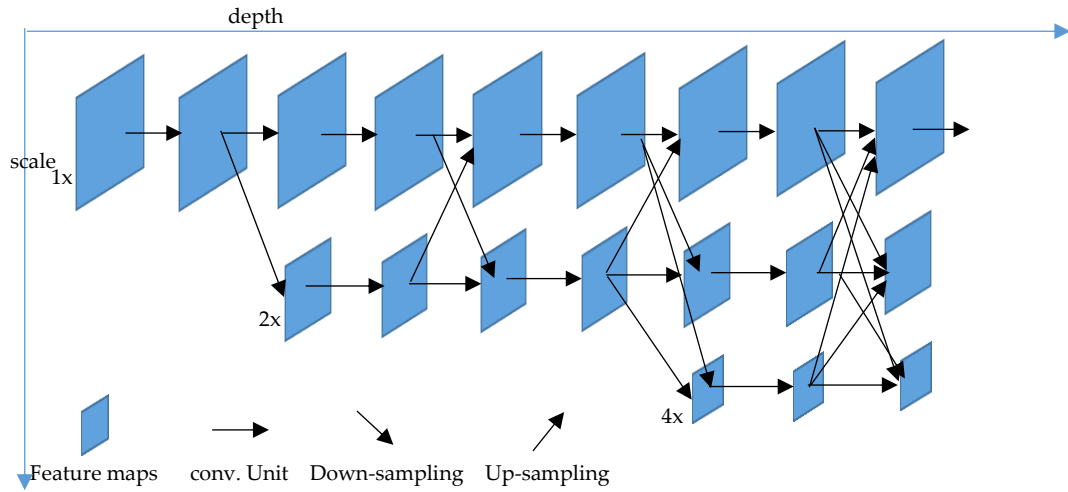 depth
scale
1x
2x
4x
Feature maps
conv. Unit
Down-sampling
Up-sampling